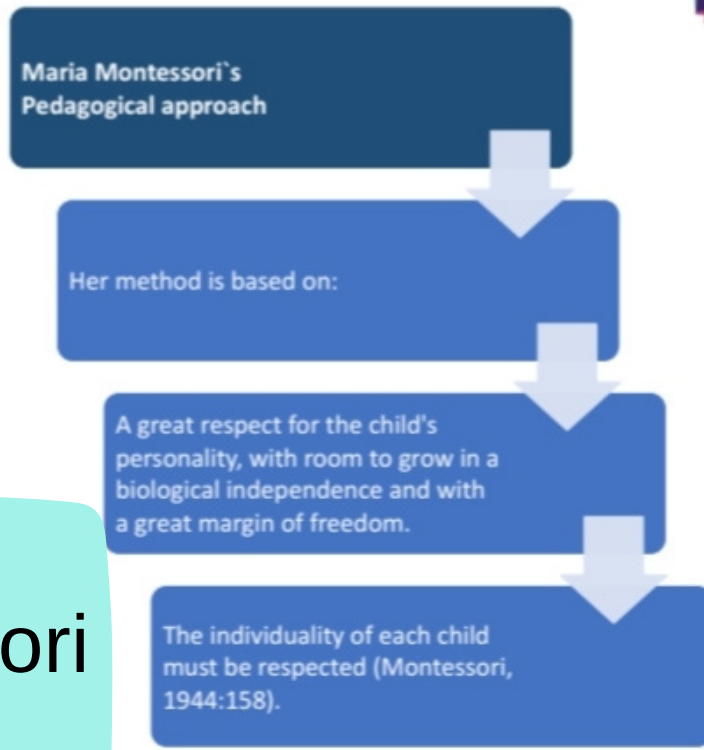 Maria Montessori`s
Pedagogical approach
Her method is based on:
A great respect for the child's
personality, with room to grow in a
biological independence and with
a great margin of freedom.
ori
The individuality of each child
must be respected (Montessori,
1944:158).